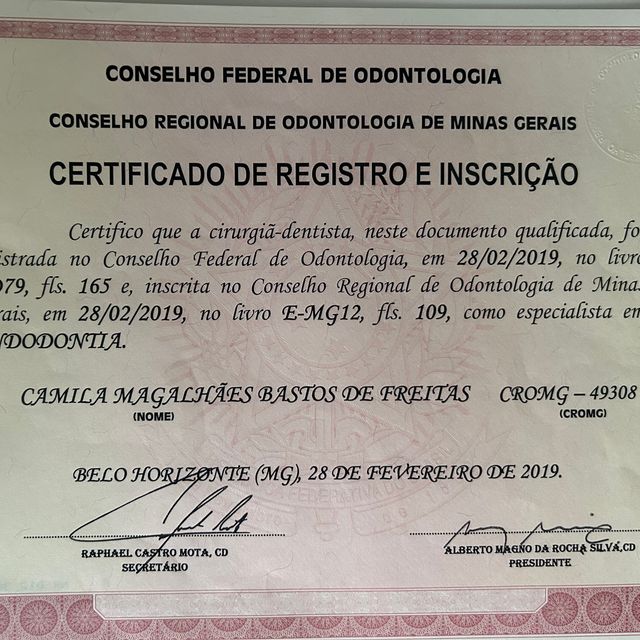 CONSELHO FEDERAL DE ODONTOLOGIA
CONSELHO REGIONAL DE ODONTOLOGIA DE MINAS GERAIS
CERTIFICADO DE REGISTRO E INSCRIÇÃO
Certifico que a cirurgiã-dentista, neste documento qualificada, fo
istrada no Conselho Federal de Odontologia, em 28/02/2019, no livro
079, fls. 165 e, inscrita no Conselho Regional de Odontologia de Minas
rais, em 28/02/2019, no livro E-MG12, fls. 109, como especialista em
NDODONTIA.
CAMILA MAGALHÃES BASTOS DE FREITAS CROMG – 49308
(NOME) (CROMG)
BELO HORIZONTE (MG), 28 DE FEVEREIRO DE 2019.
RAPHAEL CASTRO MOTA, CD ALBERTO MAGNO DA ROCHA SILVA, CD
SECRETÁRIO PRESIDENTE